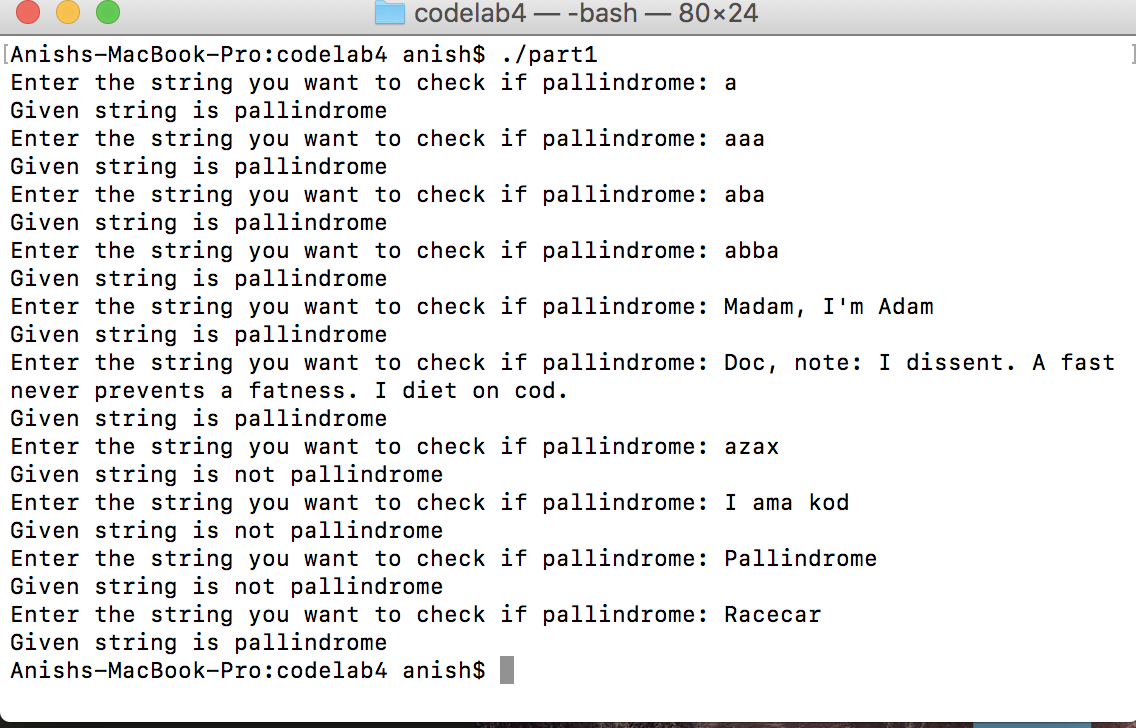 codelab4 — -bash — 80×24
[Anishs-MacBook-Pro:codelab4 anish$ ./part1 ]
Enter the string you want to check if pallindrome: a
Given string is pallindrome
Enter the string you want to check if pallindrome: aaa
Given string is pallindrome
Enter the string you want to check if pallindrome: aba
Given string is pallindrome
Enter the string you want to check if pallindrome: abba
Given string is pallindrome
Enter the string you want to check if pallindrome: Madam, I'm Adam
Given string is pallindrome
Enter the string you want to check if pallindrome: Doc, note: I dissent. A fast
never prevents a fatness. I diet on cod.
Given string is pallindrome
Enter the string you want to check if pallindrome: azax
Given string is not pallindrome
Enter the string you want to check if pallindrome: I ama kod
Given string is not pallindrome
Enter the string you want to check if pallindrome: Pallindrome
Given string is not pallindrome
Enter the string you want to check if pallindrome: Racecar
Given string is pallindrome
Anishs-MacBook-Pro:codelab4 anish$